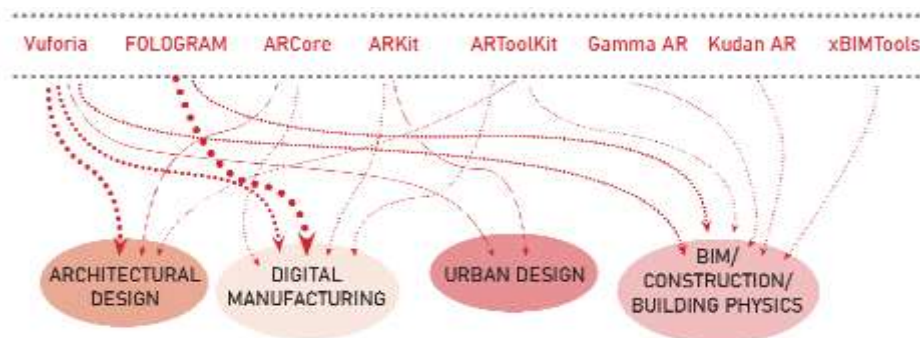 Vuforia FOLOGRAM ARCore ARKit ARToolKit Gamma AR Kudan AR xBIMTools
ARCHITECTURAL
DESIGN
DIGITAL
MANUFACTURING
URBAN DESIGN
BIM/
CONSTRUCTION/
BUILDING PHYSICS